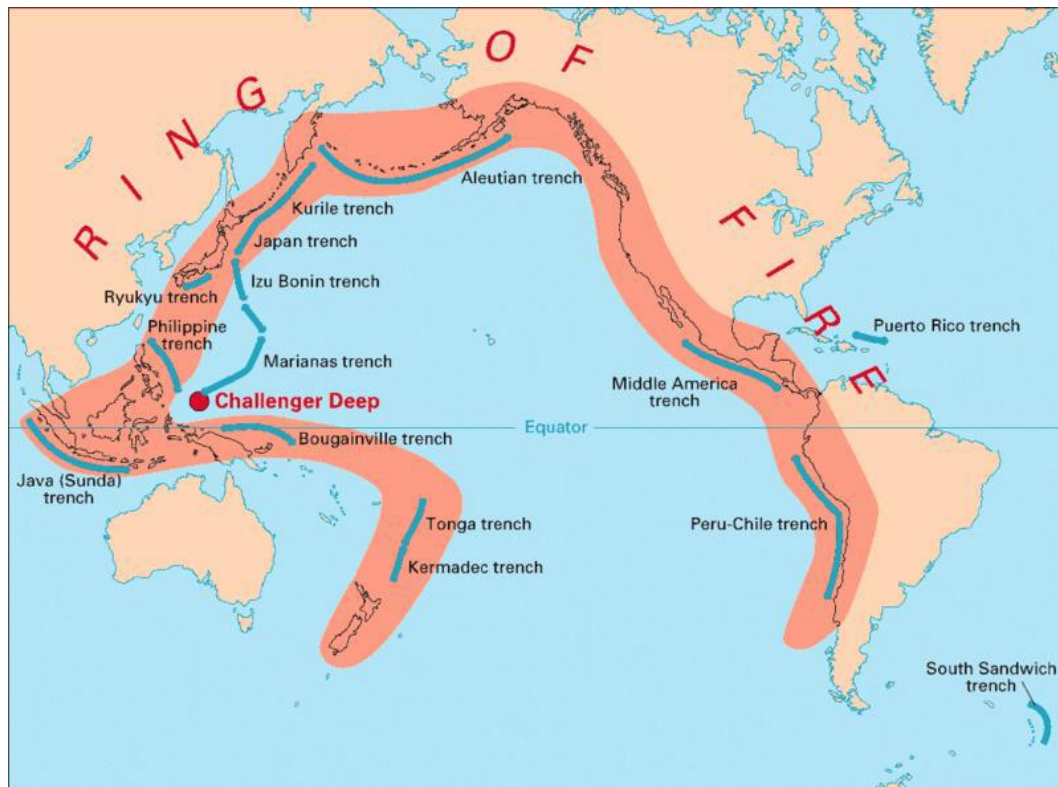 RING OF FIRE
Aleutian trench
Kurile trench
Japan trench
Izu Bonin trench
Ryukyu trench
Philippine
trench
Marianas trench
Challenger Deep
Puerto Rico trench
Middle America
trench
Equator
Bougainville trench
Java (Sunda)
trench
Tonga trench
Kermadec trench
Peru-Chile trench
South Sandwich
trench